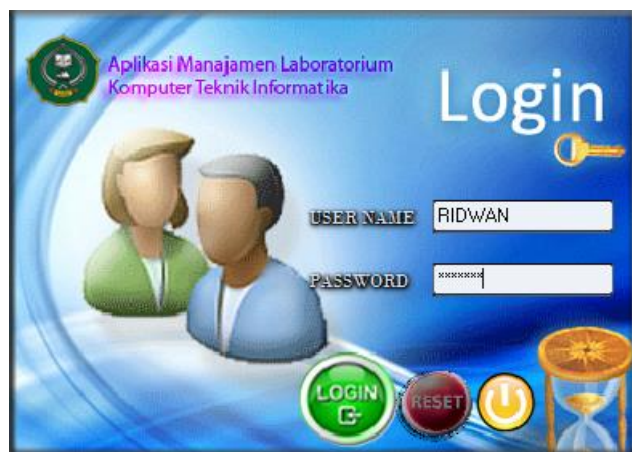 Aplikasi Manajamen Laboratorium
Komputer Teknik Informatika
Login
USER NAME
RIDWAN
PASSWORD
*******
LOGIN
RESET